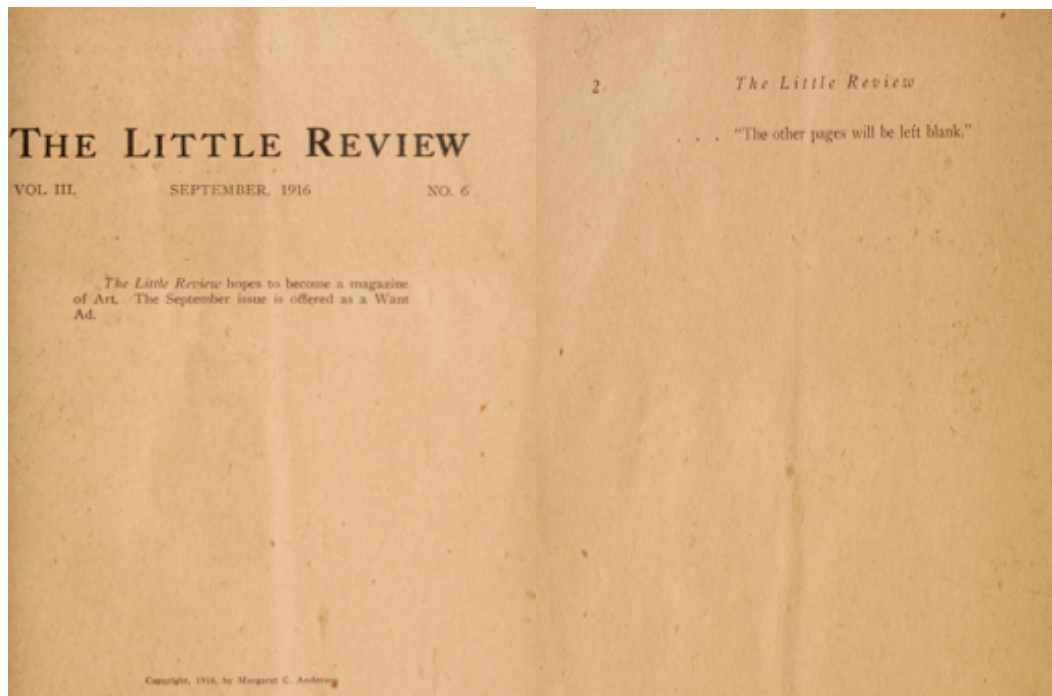 THE LITTLE REVIEW
VOL. III. SEPTEMBER, 1916 NO. 6
The Little Review hopes to become a magazine
of Art. The September issue is offered as a Want
Ad.
Copyright, 1916, by Margaret C. Anderson
2 The Little Review
. . . "The other pages will be left blank."